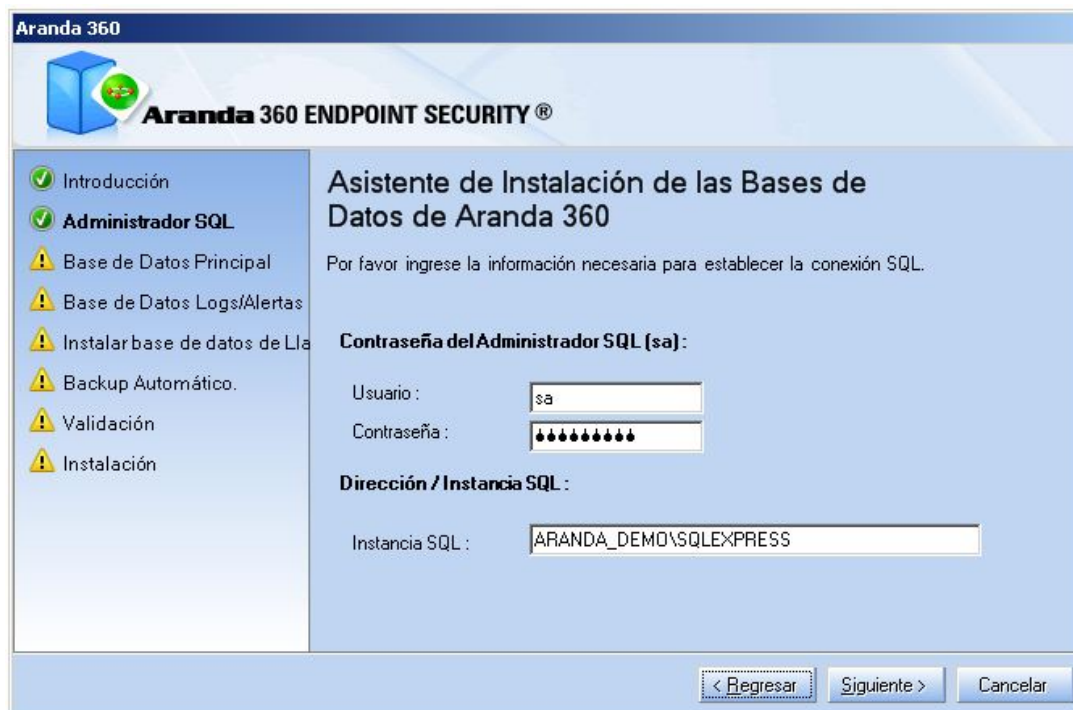 Aranda 360
Aranda 360 ENDPOINT SECURITY ®
Introducción
Administrador SQL
Base de Datos Principal
Base de Datos Logs/Alertas
Instalar base de datos de Lla
Backup Automático.
Validación
Instalación
Asistente de Instalación de las Bases de
Datos de Aranda 360
Por favor ingrese la información necesaria para establecer la conexión SQL.
Contraseña del Administrador SQL (sa) :
Usuario :
sa
Contraseña :
Dirección / Instancia SQL :
Instancia SQL :
ARANDA_DEMO\SQLEXPRESS
< Regresar
Siguiente >
Cancelar